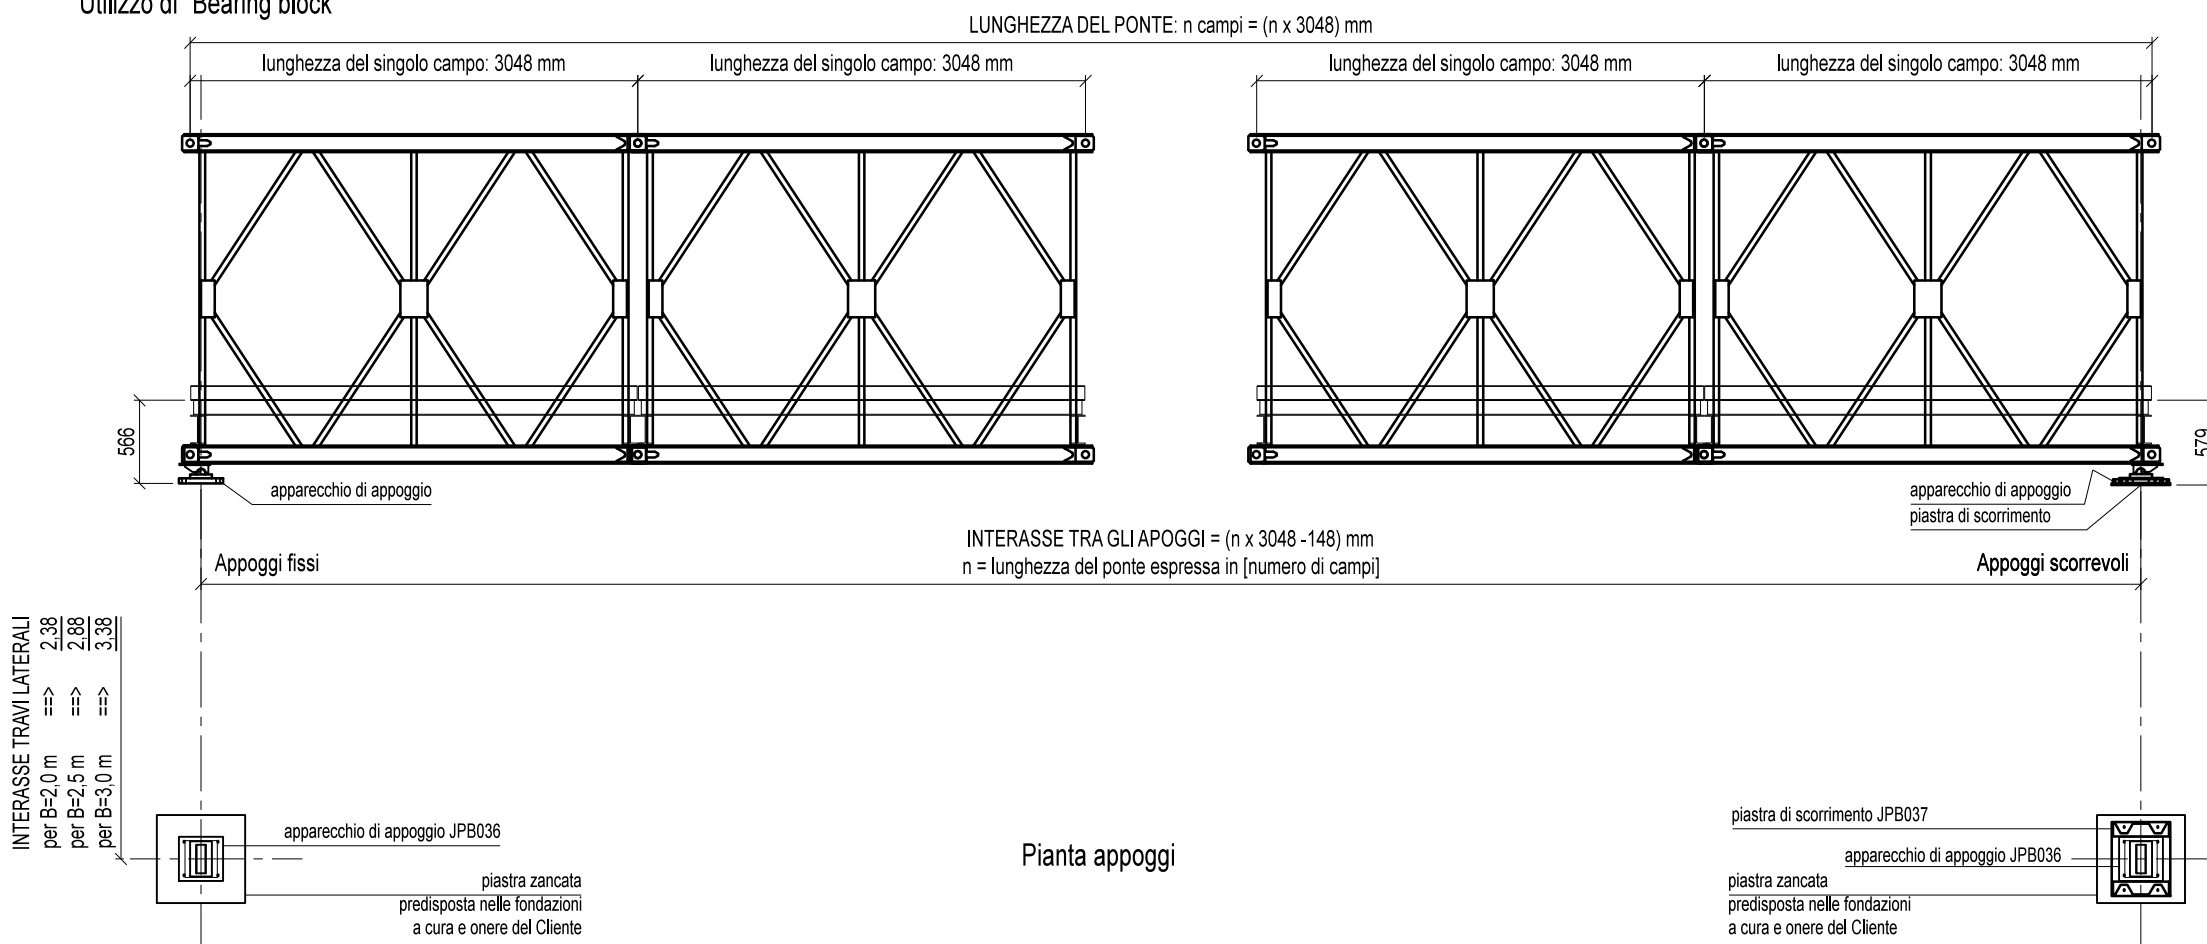 Utilizzo di "Bearing block"
LUNGHEZZA DEL PONTE: n campi = (n x 3048) mm
lunghezza del singolo campo: 3048 mm
lunghezza del singolo campo: 3048 mm
lunghezza del singolo campo: 3048 mm
lunghezza del singolo campo: 3048 mm
566
579
apparecchio di appoggio
apparecchio di appoggio
piastra di scorrimento
INTERASSE TRA GLI APOGGI = (n x 3048 -148) mm
n = lunghezza del ponte espressa in [numero di campi]
Appoggi fissi
Appoggi scorrevoli
INTERASSE TRAVI LATERALI
per B=2,0 m ==> 2,38
per B=2,5 m ==> 2,88
per B=3,0 m ==> 3,38
apparecchio di appoggio JPB036
piastra zancata
predisposta nelle fondazioni
a cura e onere del Cliente
Pianta appoggi
piastra di scorrimento JPB037
apparecchio di appoggio JPB036
piastra zancata
predisposta nelle fondazioni
a cura e onere del Cliente